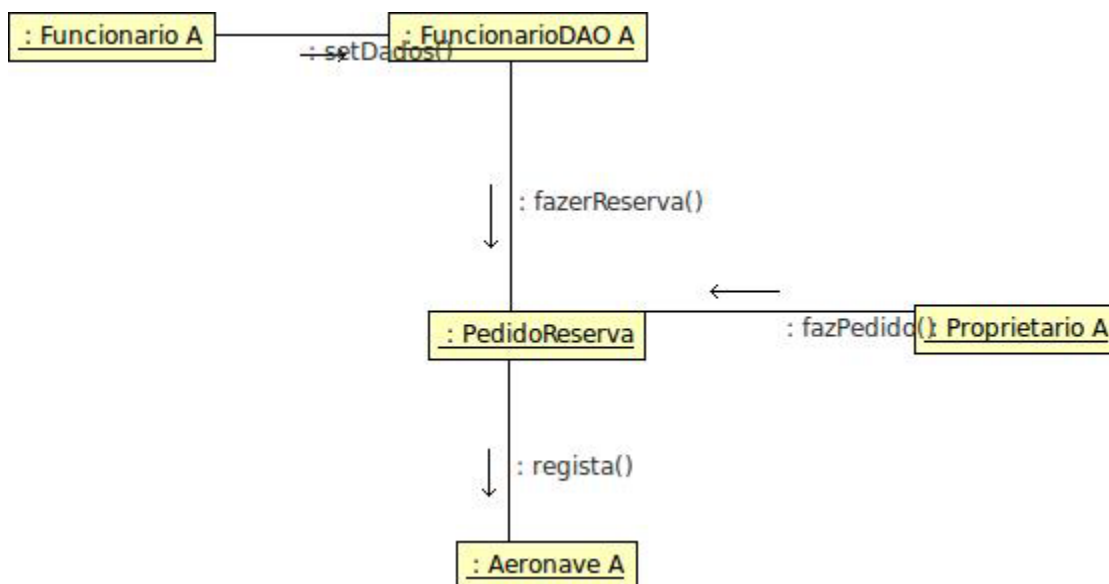 : Funcionario A
: FuncionarioDAO A
: setDados()
: fazerReserva()
: PedidoReserva
: fazPedido()
: Proprietario A
: regista()
: Aeronave A